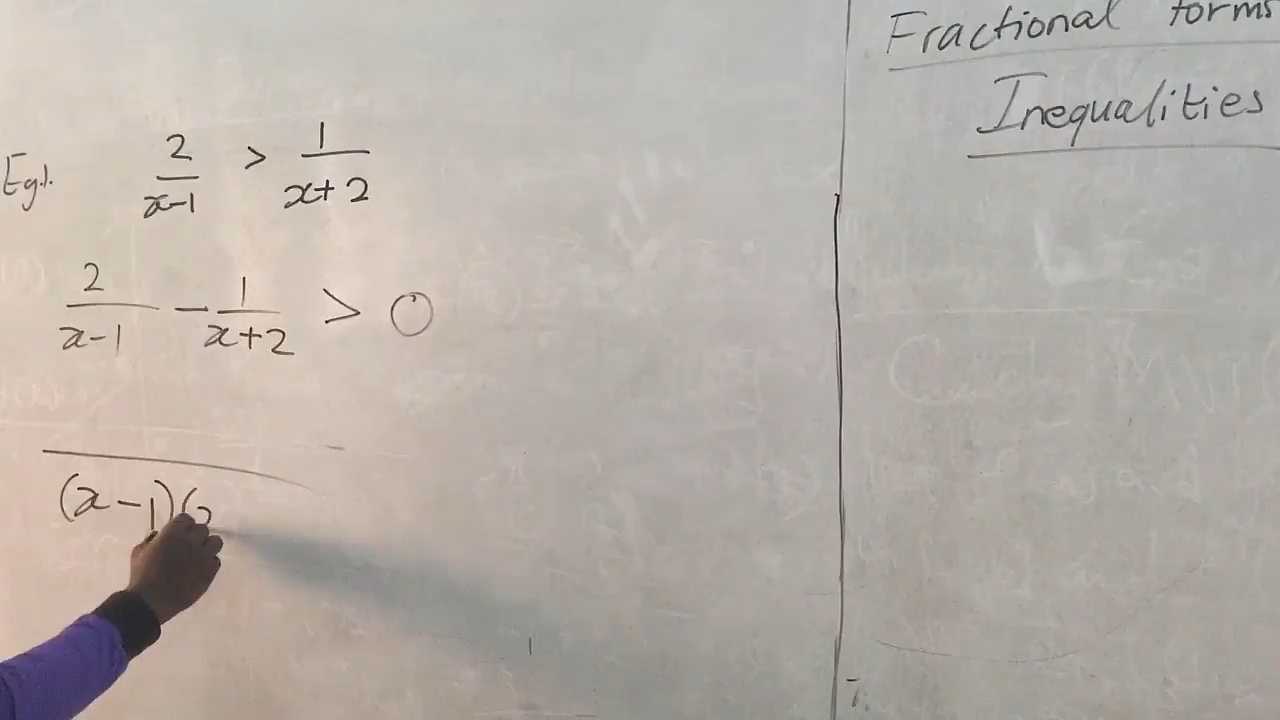 Fractional forms
Inequalities
Eg1. 2/(x-1) > 1/(x+2)
2/(x-1) - 1/(x+2) > 0
(x-1)(